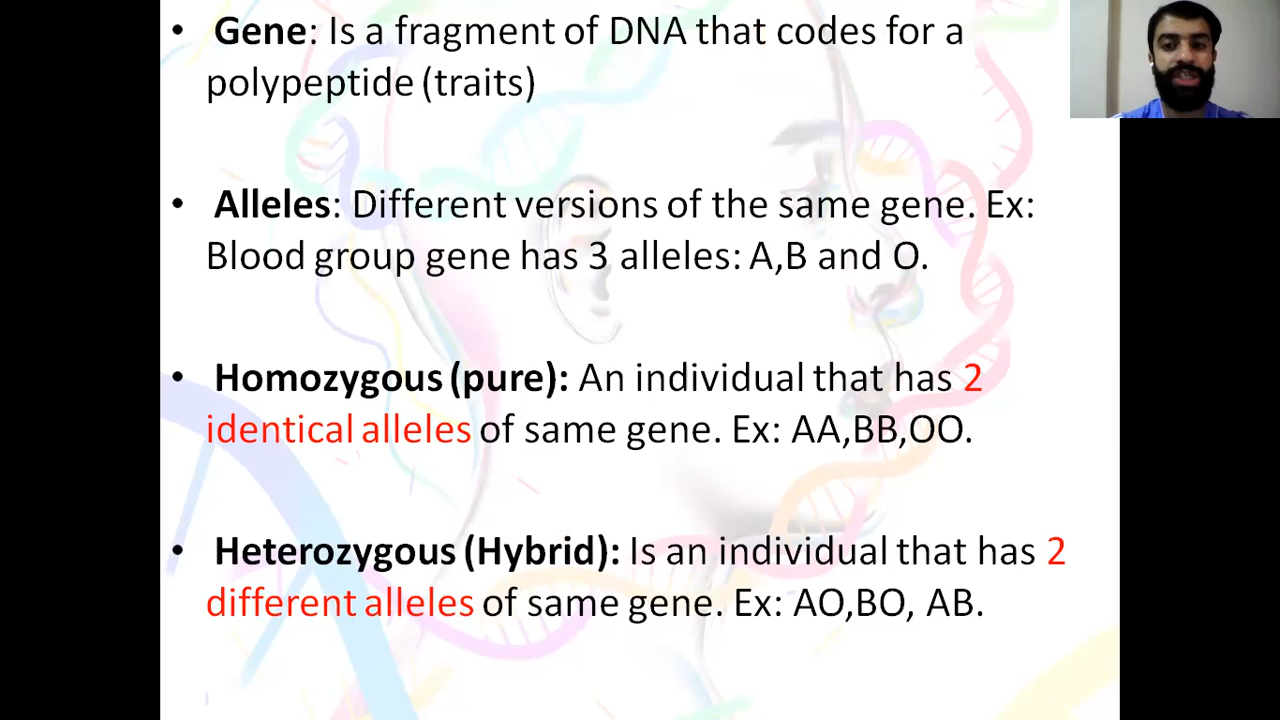 • Gene: Is a fragment of DNA that codes for a
polypeptide (traits)
• Alleles: Different versions of the same gene. Ex:
Blood group gene has 3 alleles: A,B and O.
• Homozygous (pure): An individual that has 2
identical alleles of same gene. Ex: AA,BB,OO.
• Heterozygous (Hybrid): Is an individual that has 2
different alleles of same gene. Ex: AO,BO, AB.